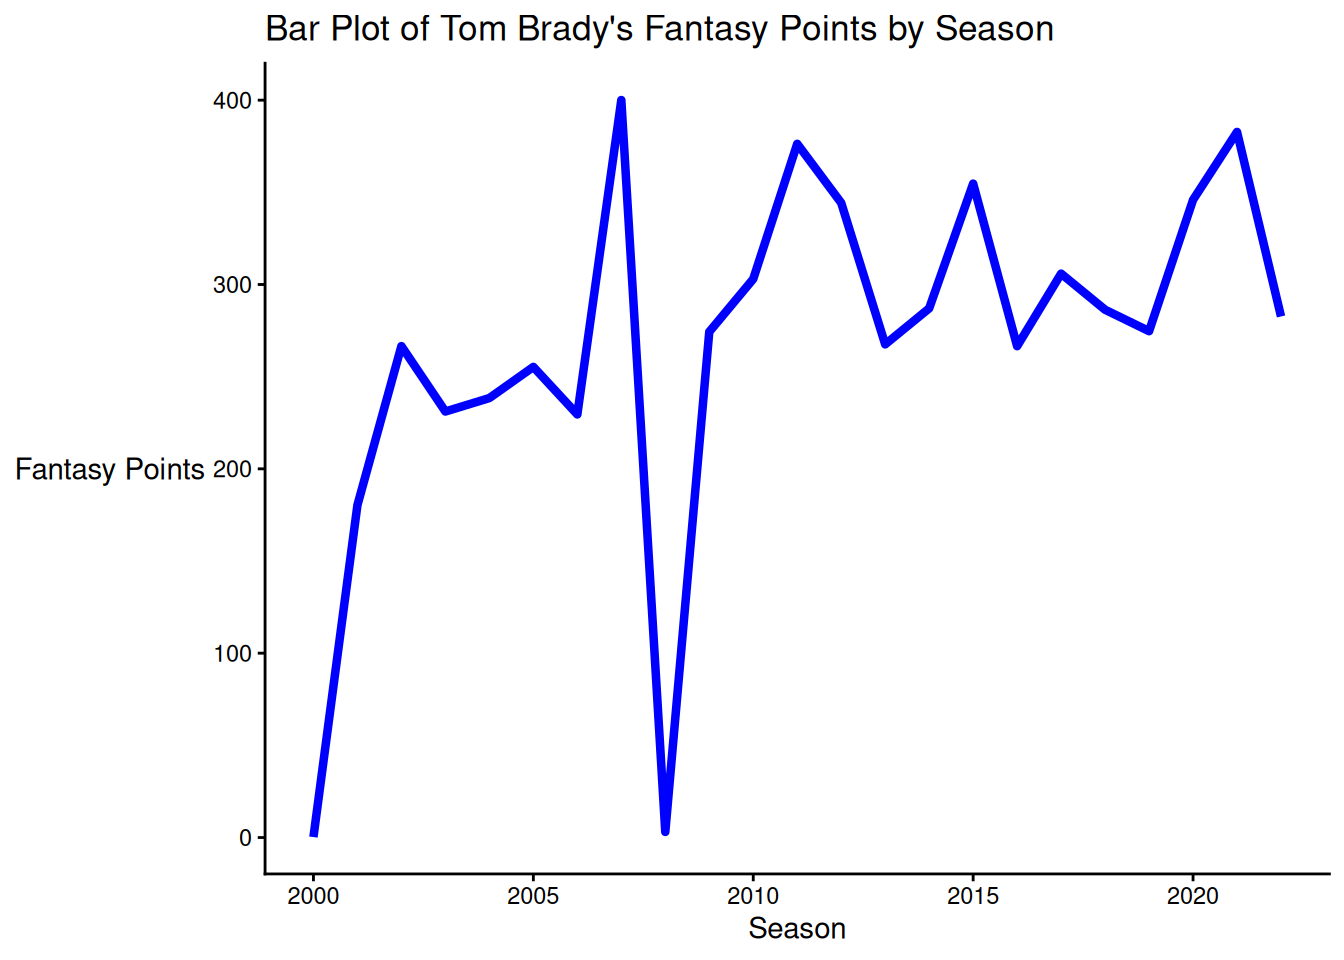 Bar Plot of Tom Brady's Fantasy Points by Season
400
300
Fantasy Points 200
100
0
2000 2005 2010 2015 2020
Season